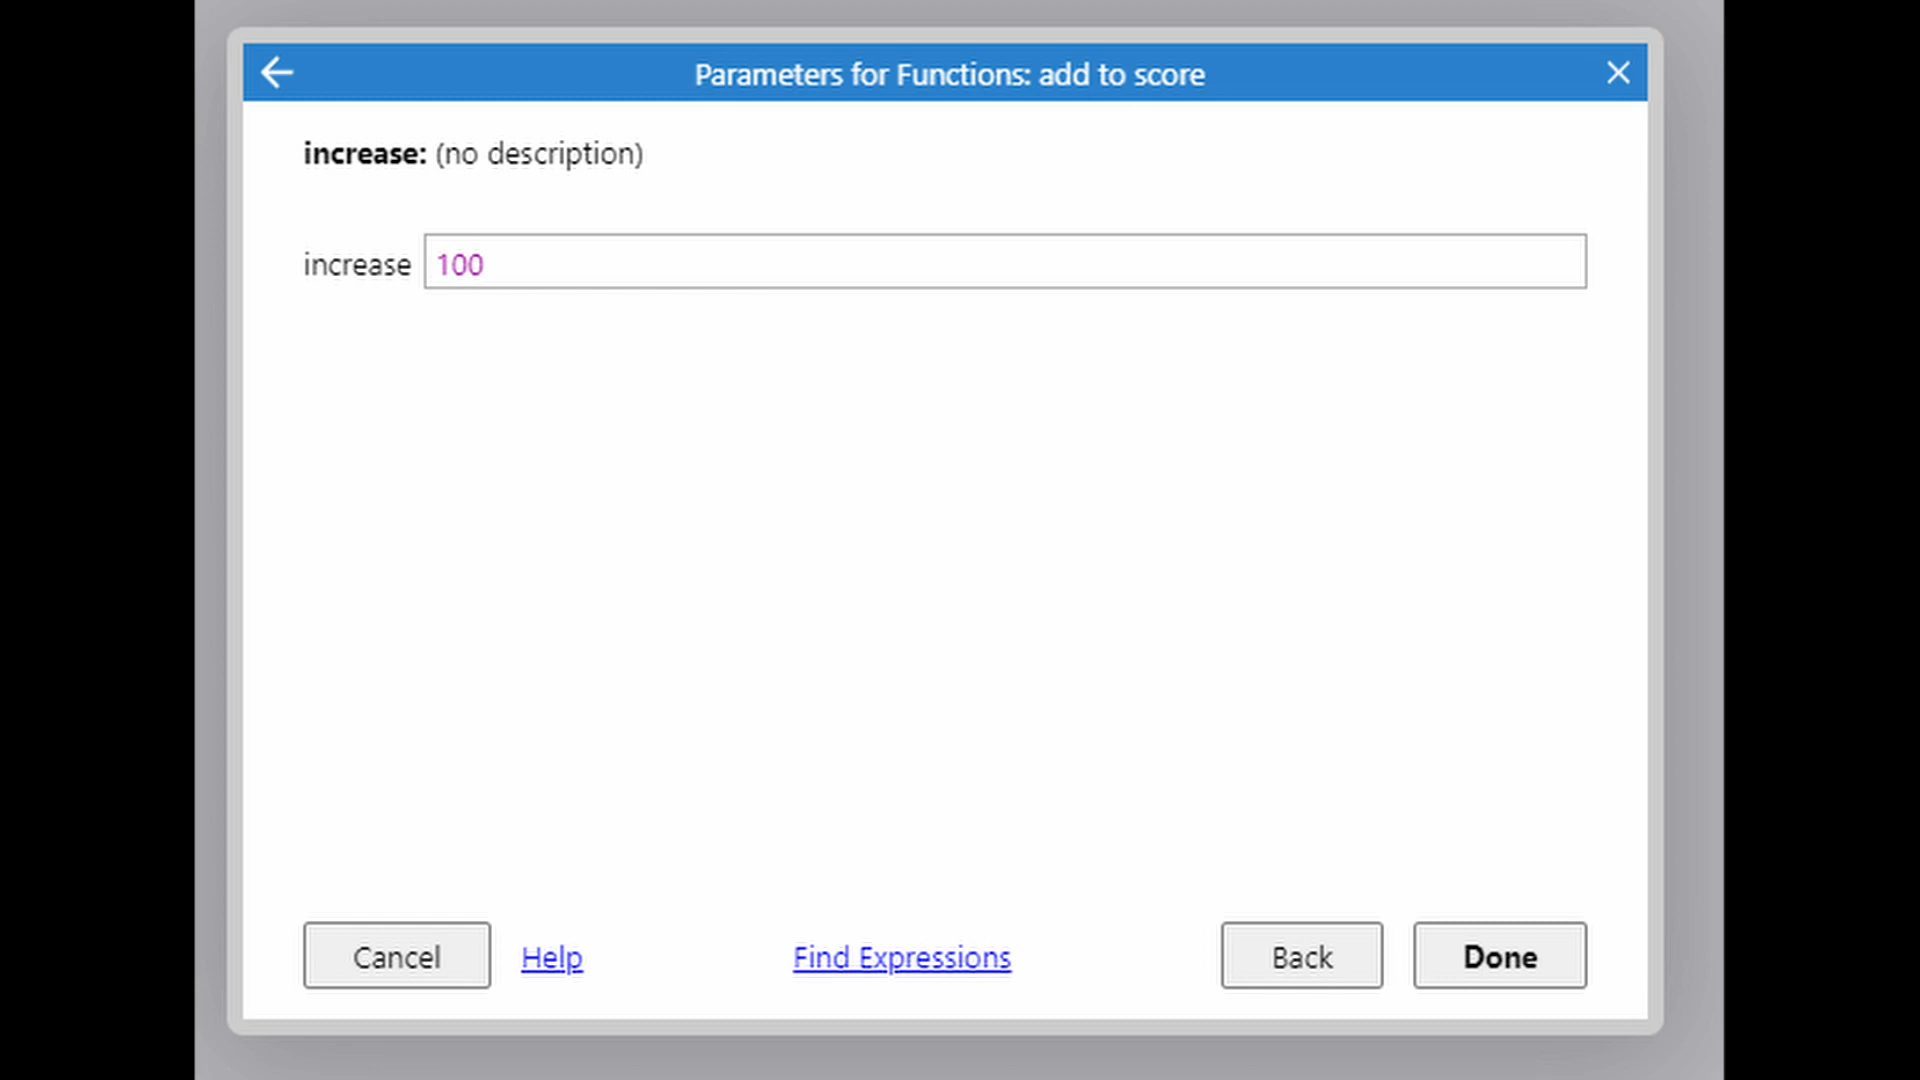 Parameters for Functions: add to score
increase: (no description)
increase 100
Cancel Help Find Expressions Back Done